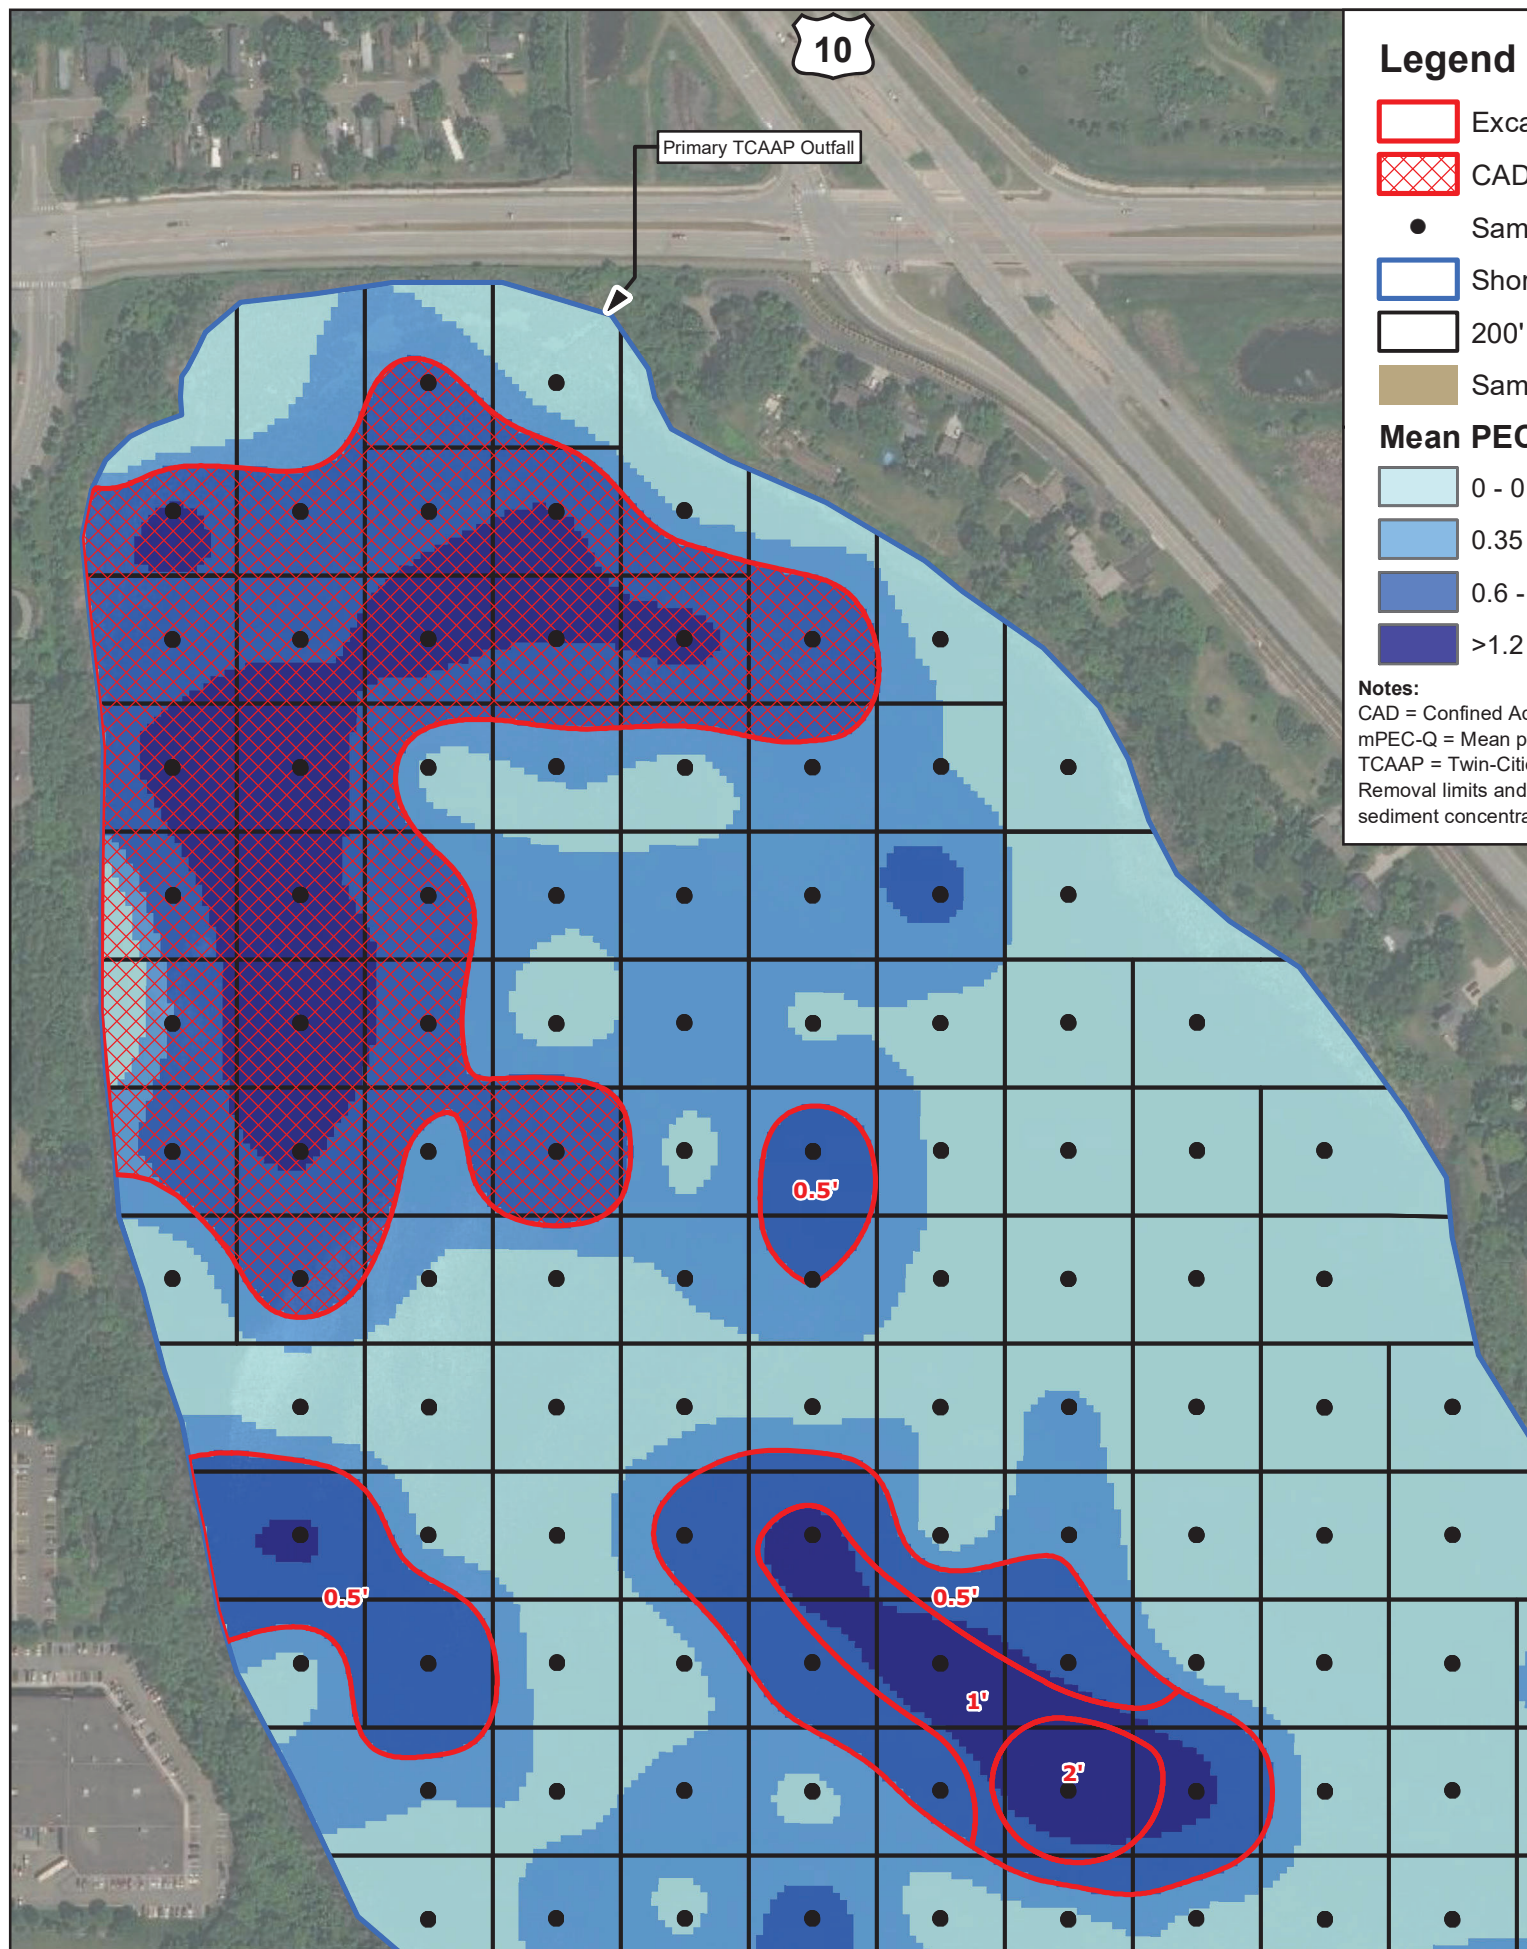 10
Primary TCAAP Outfall
Legend
Exca
CAD
Sam
Shor
200'
Sam
Mean PEC
0 - 0
0.35
0.6 -
>1.2
Notes:
CAD = Confined Ac
mPEC-Q = Mean p
TCAAP = Twin-Citie
Removal limits and
sediment concentra
0.5'
0.5'
0.5'
1'
2'